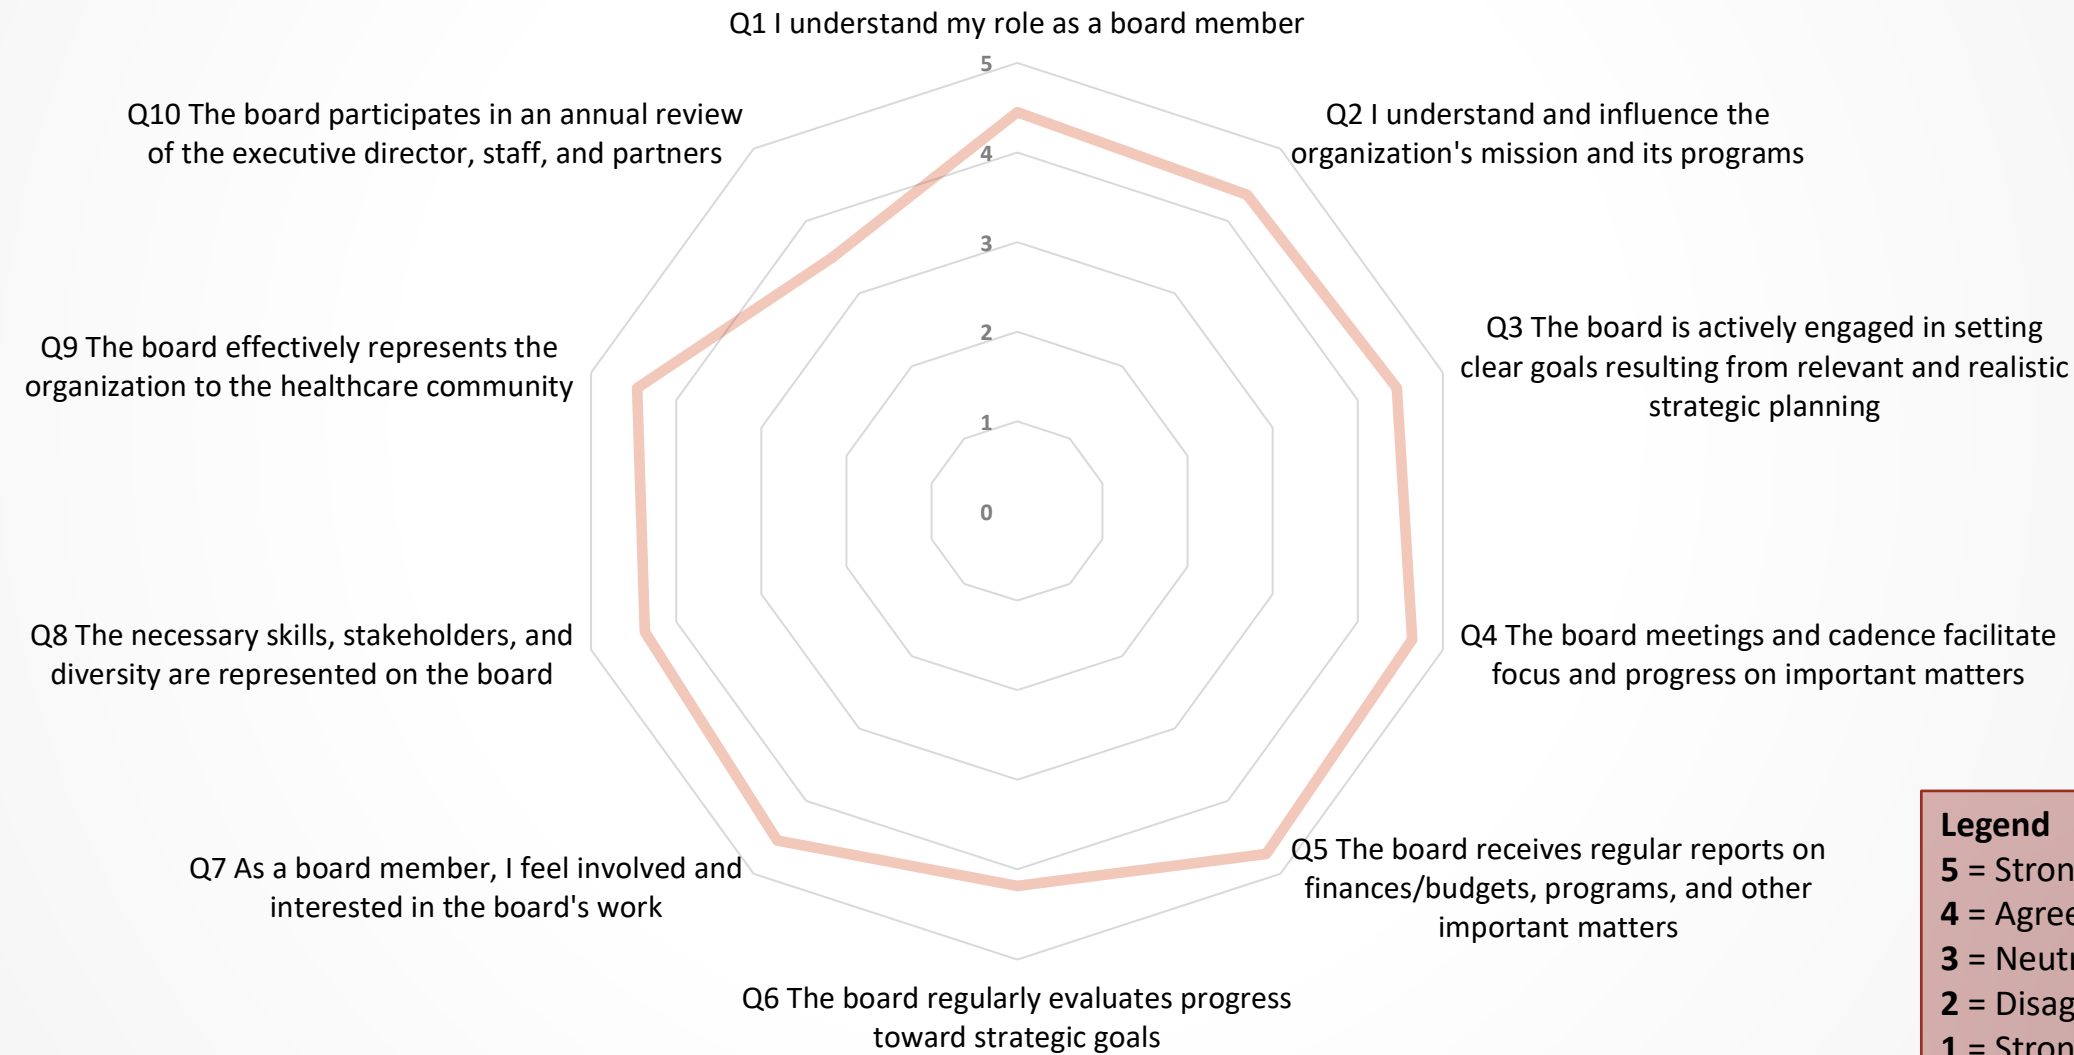 Q1 I understand my role as a board member
Q2 I understand and influence the
organization's mission and its programs
Q3 The board is actively engaged in setting
clear goals resulting from relevant and realistic
strategic planning
Q4 The board meetings and cadence facilitate
focus and progress on important matters
Q5 The board receives regular reports on
finances/budgets, programs, and other
important matters
Q6 The board regularly evaluates progress
toward strategic goals
Q7 As a board member, I feel involved and
interested in the board's work
Q8 The necessary skills, stakeholders, and
diversity are represented on the board
Q9 The board effectively represents the
organization to the healthcare community
Q10 The board participates in an annual review
of the executive director, staff, and partners
5
4
3
2
1
0
Legend
5 = Stron
4 = Agree
3 = Neutr
2 = Disag
1 = Stron